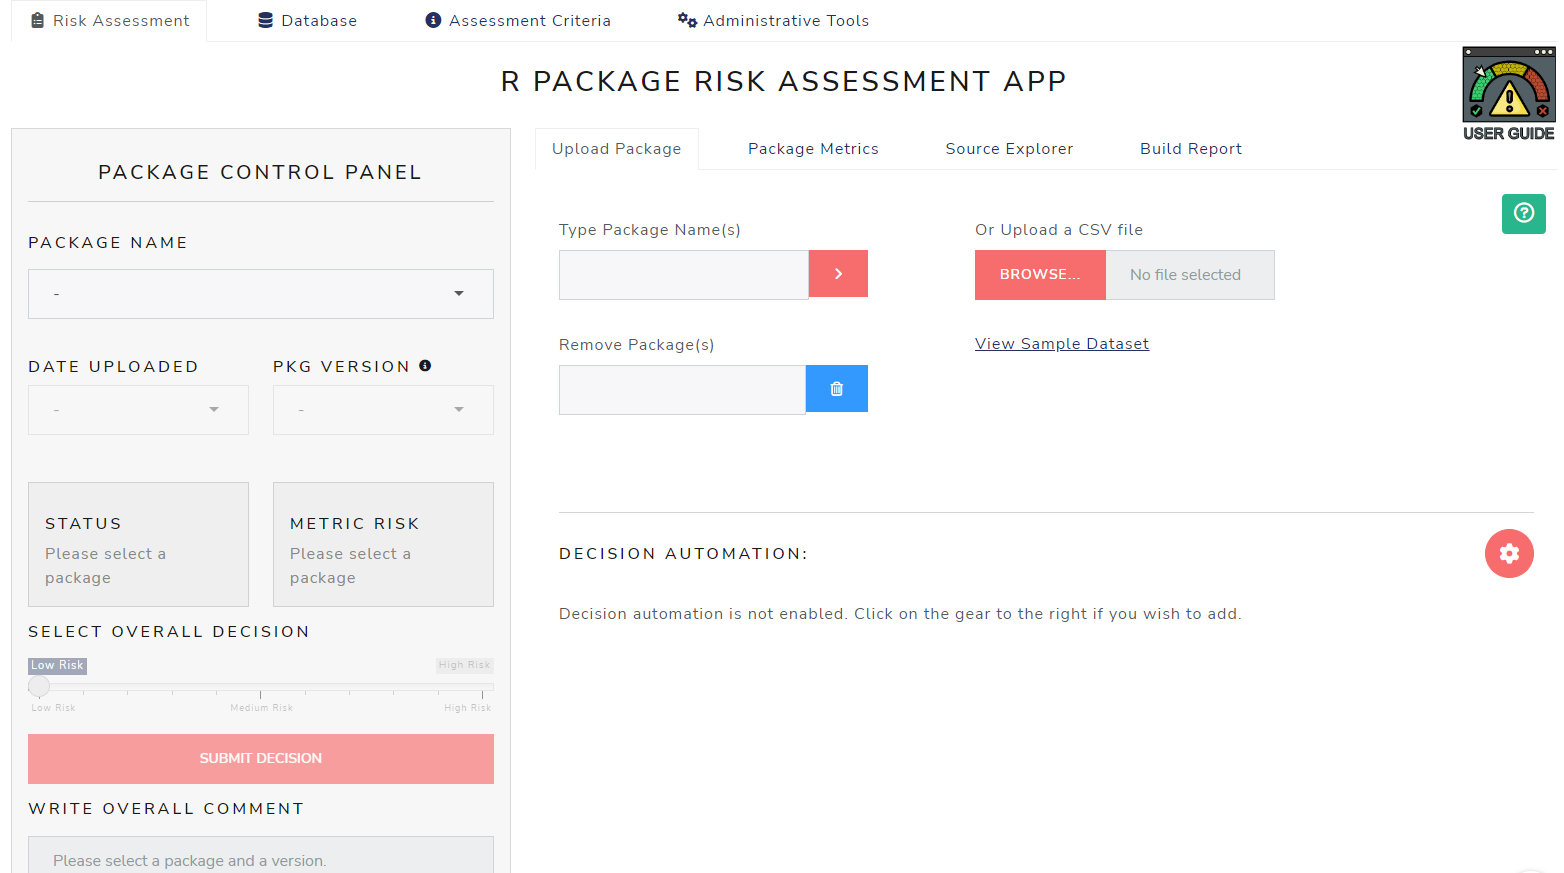 Risk Assessment
Database
Assessment Criteria
Administrative Tools
R PACKAGE RISK ASSESSMENT APP
USER GUIDE
PACKAGE CONTROL PANEL
PACKAGE NAME
-
DATE UPLOADED
PKG VERSION
-
-
STATUS
Please select a
package
METRIC RISK
Please select a
package
SELECT OVERALL DECISION
Low Risk
High Risk
Low Risk
Medium Risk
High Risk
SUBMIT DECISION
WRITE OVERALL COMMENT
Please select a package and a version.
Upload Package
Package Metrics
Source Explorer
Build Report
Type Package Name(s)
Or Upload a CSV file
BROWSE...
No file selected
Remove Package(s)
View Sample Dataset
DECISION AUTOMATION:
Decision automation is not enabled. Click on the gear to the right if you wish to add.